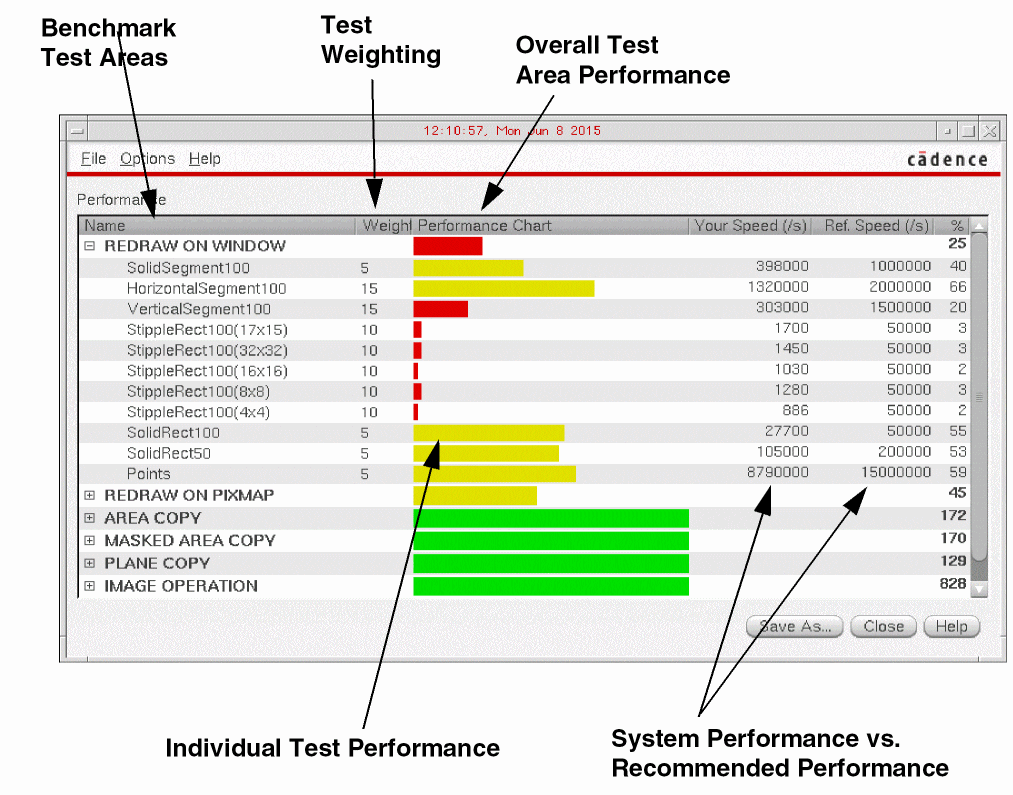 Benchmark
Test Areas
Test
Weighting
Overall Test
Area Performance
12:10:57, Mon Jun 8 2015
File Options Help
cādence
Performance
Name Weight Performance Chart Your Speed (/s) Ref. Speed (/s) %
REDRAW ON WINDOW 25
SolidSegment100 5 398000 1000000 40
HorizontalSegment100 15 1320000 2000000 66
VerticalSegment100 15 303000 1500000 20
StippleRect100(17x15) 10 1700 50000 3
StippleRect100(32x32) 10 1450 50000 3
StippleRect100(16x16) 10 1030 50000 2
StippleRect100(8x8) 10 1280 50000 3
StippleRect100(4x4) 10 886 50000 2
SolidRect100 5 27700 50000 55
SolidRect50 5 105000 200000 53
Points 5 8790000 15000000 59
REDRAW ON PIXMAP 45
AREA COPY 172
MASKED AREA COPY 170
PLANE COPY 129
IMAGE OPERATION 828
Save As... Close Help
Individual Test Performance
System Performance vs.
Recommended Performance